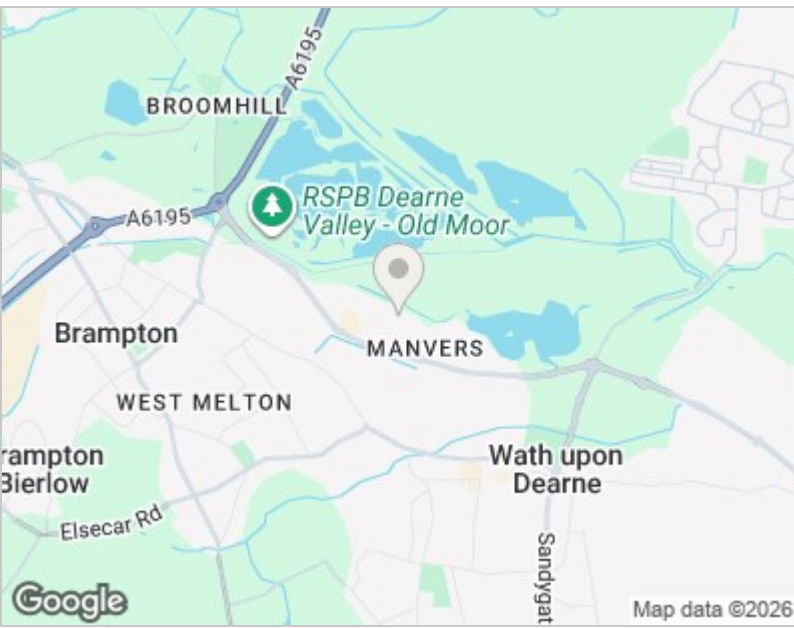 A6195
BROOMHILL
RSPB Dearne
Valley - Old Moor
A6195
Brampton
MANVERS
WEST MELTON
rampton
Bierlow
Wath upon
Dearne
Elsecar Rd
Sandygat
Google
Map data ©2026